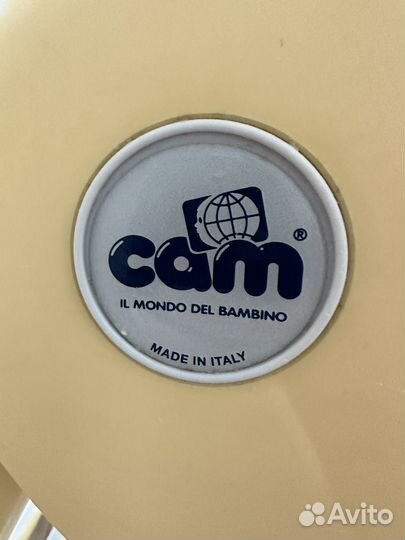 cam®
IL MONDO DEL BAMBINO
MADE IN ITALY
Avito